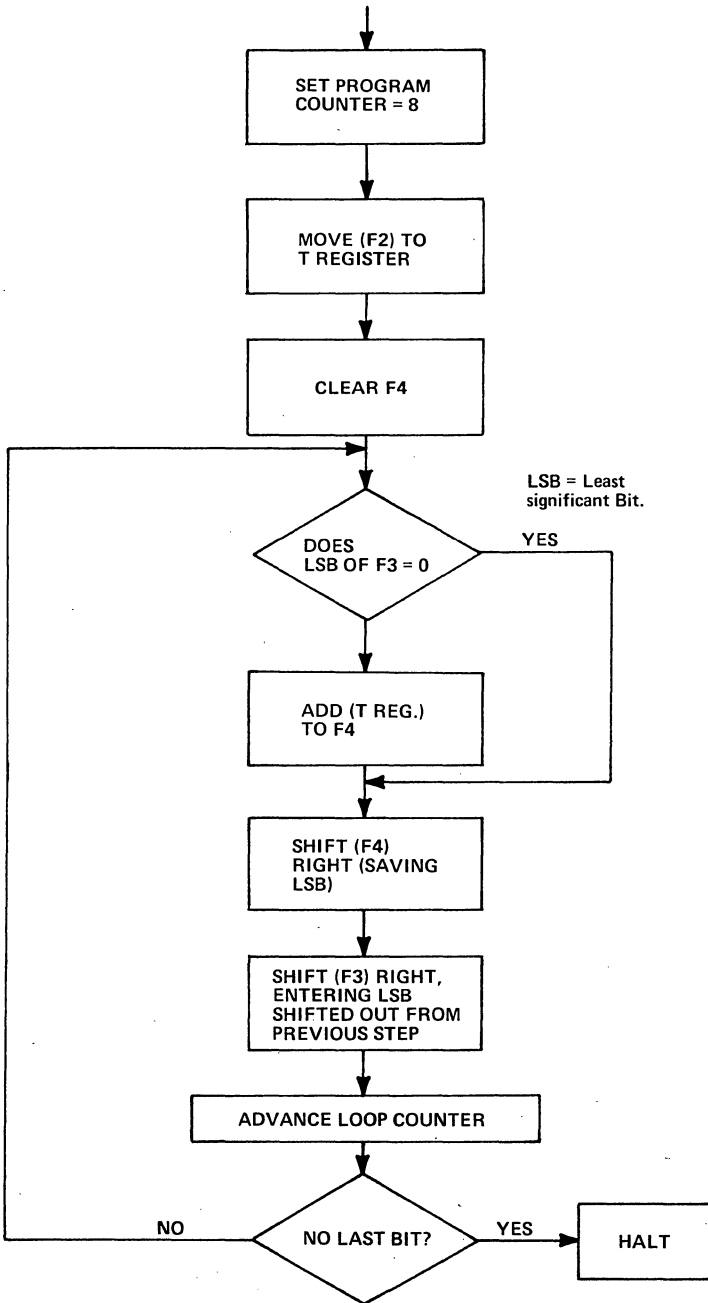 SET PROGRAM
COUNTER = 8
MOVE (F2) TO
T REGISTER
CLEAR F4
LSB = Least
significant Bit.
DOES
LSB OF F3 = 0
YES
ADD (T REG.)
TO F4
SHIFT (F4)
RIGHT (SAVING
LSB)
SHIFT (F3) RIGHT,
ENTERING LSB
SHIFTED OUT FROM
PREVIOUS STEP
ADVANCE LOOP COUNTER
NO
NO LAST BIT?
YES
HALT